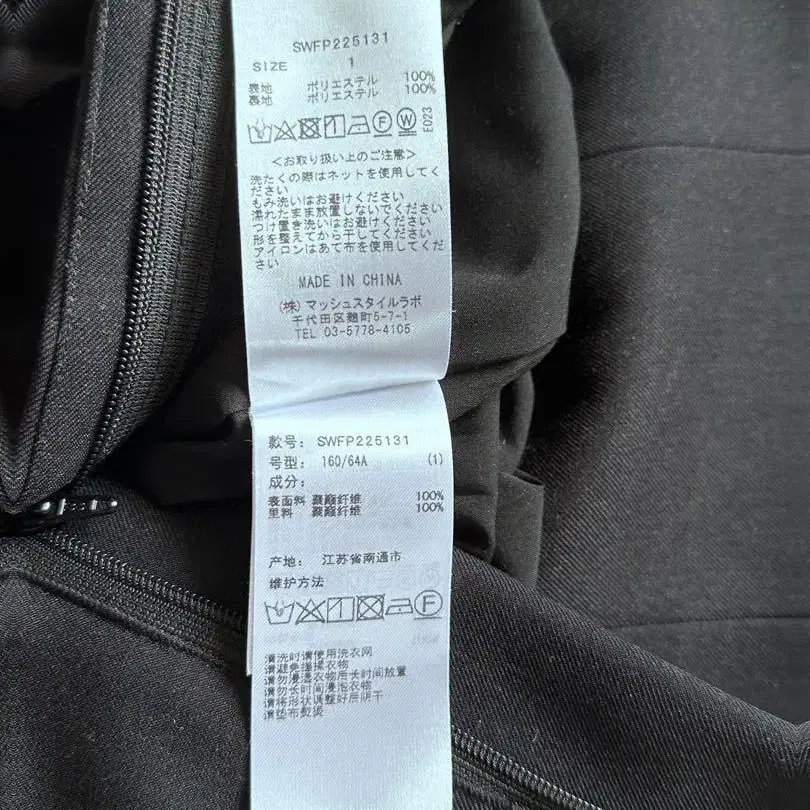 SWFP225131
SIZE 1
表地 ポリエステル 100%
裏地 ポリエステル 100%
F W
E023
<お取り扱い上のご注意>
洗たくの際はネットを使用してく
ださい
もみ洗いはお避けください
濡れたまま放置しないでください
つけ置き洗いはお避けください
形を整えてから干してください
アイロンはあて布を使用してくだ
さい
MADE IN CHINA
(株) マッシュスタイルラボ
千代田区麹町5-7-1
TEL 03-5778-4105
款号: SWFP225131
号型: 160/64A (1)
成分:
表面料 聚酯纤维 100%
里料 聚酯纤维 100%
产地: 江苏省南通市
维护方法
F
请洗时请使用洗衣网
请避免揉搓衣物
请勿浸湿衣物后长时间放置
请勿长时间浸泡衣物
请将形状调整好后阴干
请垫布熨烫